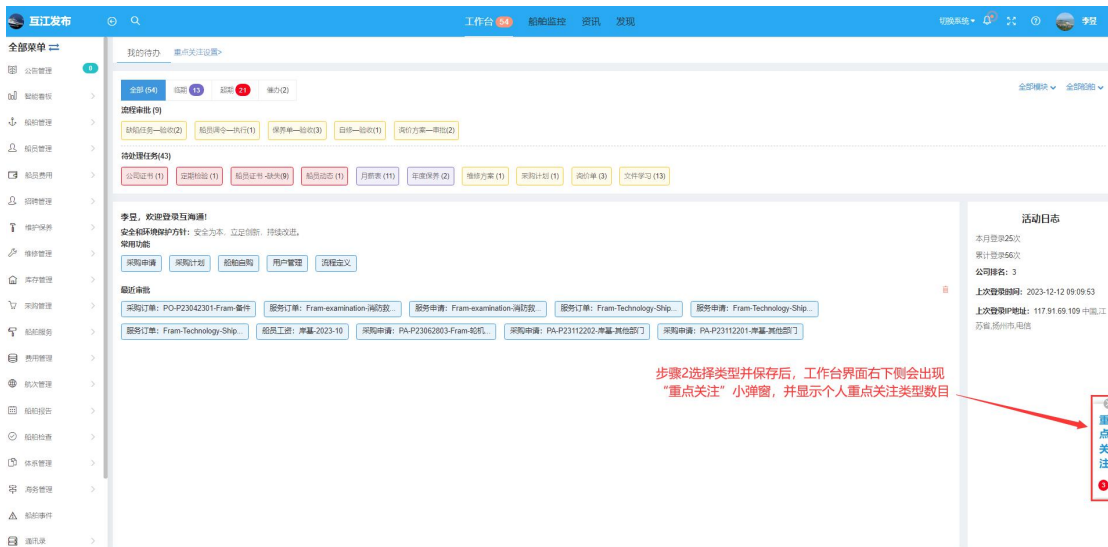 互江发布
工作台 54 船舶监控 资讯 发现
切换系统 李昱
全部菜单
我的待办 重点关注设置>
公告管理 8
智能看板
船舶管理
船员管理
船员费用
招聘管理
维护保养
维修管理
库存管理
采购管理
船舶服务
费用管理
航次管理
船舶报告
船舶检查
体系管理
海务管理
船舶事件
通讯录
全部 (54) 临期 13 超期 21 催办(2)
全部模块 全部船舶
流程审批 (9)
缺陷任务—验收(2) 船员调令—执行(1) 保养单—验收(3) 自修—验收(1) 询价方案—审批(2)
待处理任务(43)
公司证书 (1) 定期检验 (1) 船员证书 -缺失(9) 船员动态 (1) 月薪表 (11) 年度保养 (2) 维修方案 (1) 采购计划 (1) 询价单 (3) 文件学习 (13)
李昱，欢迎登录互海通！
安全和环境保护方针：安全为本，立足创新，持续改进。
常用功能
采购申请 采购计划 船舶自购 用户管理 流程定义
最近审批
采购订单：PO-P23042301-Fram-备件 服务订单：Fram-examination-消防救... 服务申请：Fram-examination-消防救... 服务订单：Fram-Technology-Ship... 服务申请：Fram-Technology-Ship...
服务订单：Fram-Technology-Ship... 船员工资：岸基-2023-10 采购申请：PA-P23062803-Fram-轮机... 采购申请：PA-P23112202-岸基-其他部门 采购申请：PA-P23112201-岸基-其他部门
活动日志
本月登录25次
累计登录56次
公司排名：3
上次登录时间：2023-12-12 09:09:53
上次登录IP地址：117.91.69.109 中国,江
苏省,扬州市,电信
步骤2选择类型并保存后，工作台界面右下侧会出现
“重点关注”小弹窗，并显示个人重点关注类型数目
重
点
关
注
3